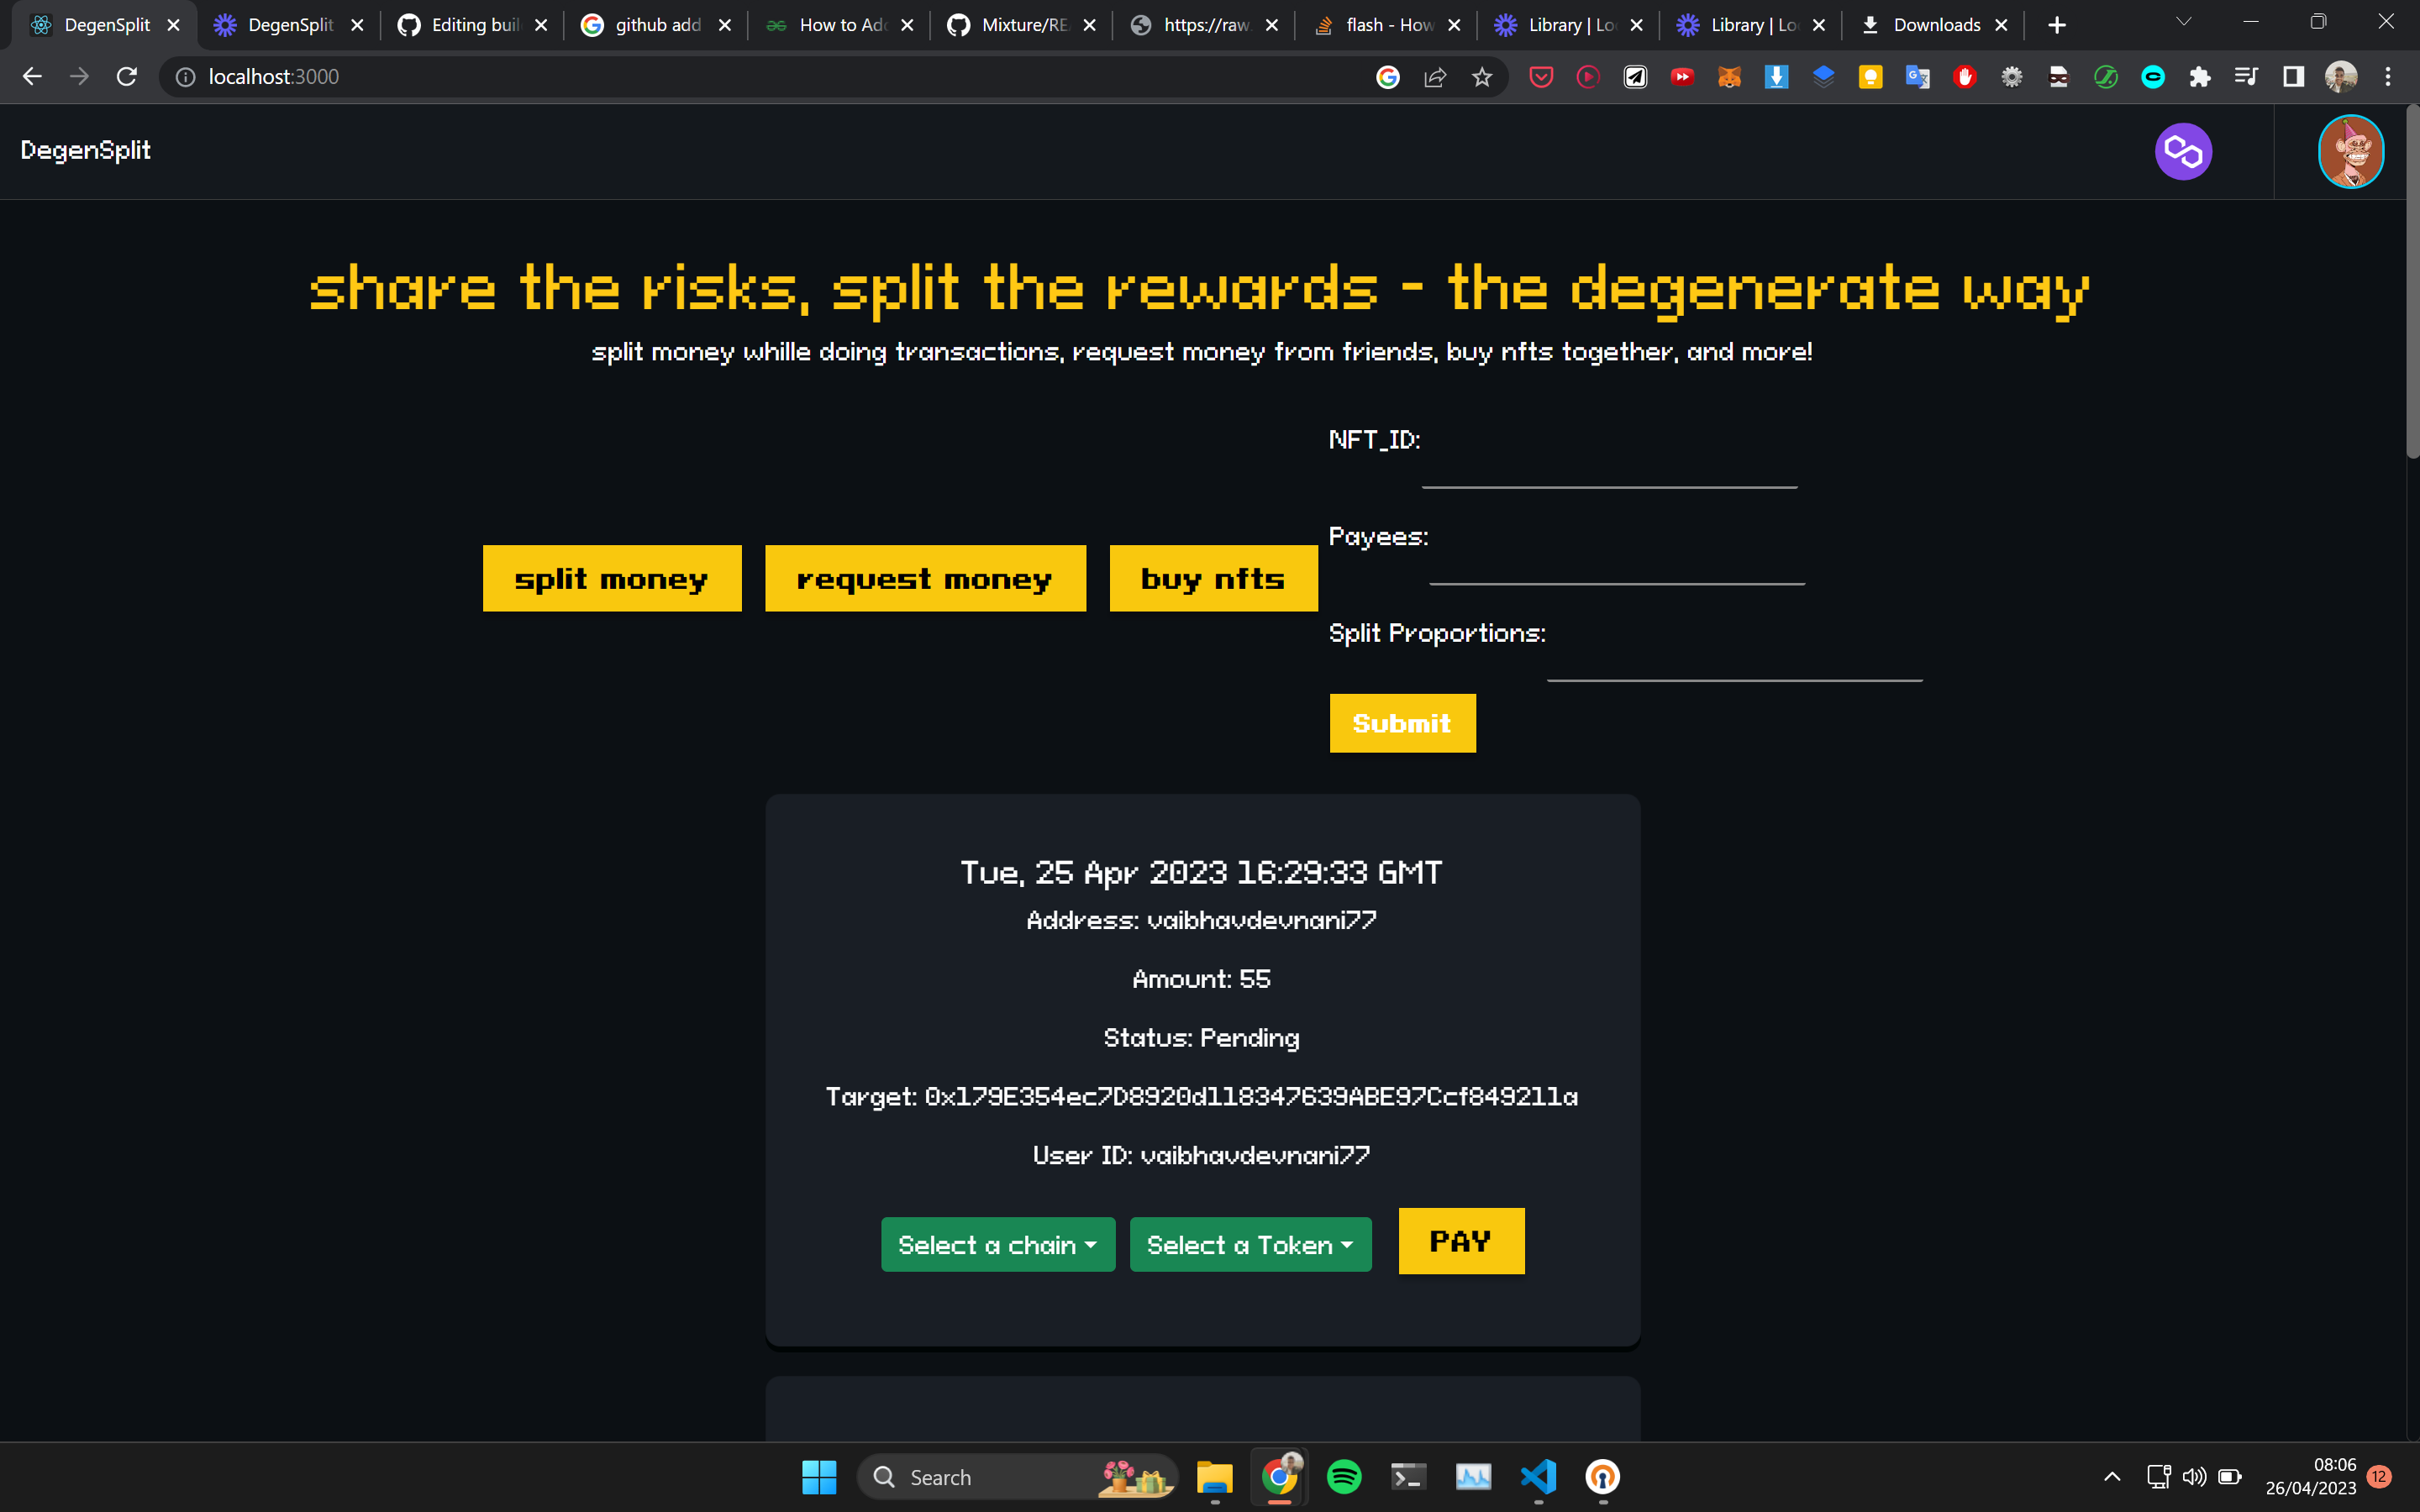 DegenSplit
DegenSplit
Editing buil
github add
How to Add
Mixture/RE
https://raw.
flash - How
Library | Lo
Library | Lo
Downloads
localhost:3000
DegenSplit
share the risks, split the rewards - the degenerate way
split money whille doing transactions, request money from friends, buy nfts together, and more!
NFT_ID:
Payees:
split money
request money
buy nfts
Split Proportions:
Submit
Tue, 25 Apr 2023 16:29:33 GMT
Address: vaibhavdevnani77
Amount: 55
Status: Pending
Target: 0x179E354ec7D8920d118347639ABE97Ccf849211a
User ID: vaibhavdevnani77
Select a chain
Select a Token
PAY
Search
08:06
26/04/2023
12